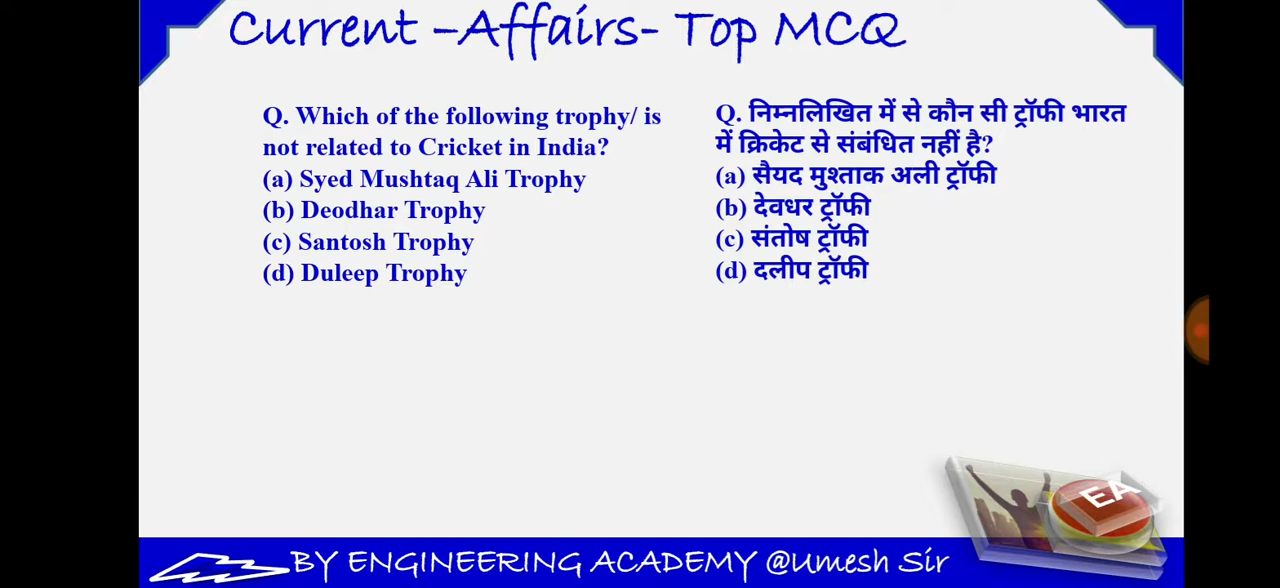 Current -Affairs- Top MCQ
Q. Which of the following trophy/ is
not related to Cricket in India?
(a) Syed Mushtaq Ali Trophy
(b) Deodhar Trophy
(c) Santosh Trophy
(d) Duleep Trophy
Q. निम्नलिखित में से कौन सी ट्रॉफी भारत
में क्रिकेट से संबंधित नहीं है?
(a) सैयद मुश्ताक अली ट्रॉफी
(b) देवधर ट्रॉफी
(c) संतोष ट्रॉफी
(d) दलीप ट्रॉफी
EA
BY ENGINEERING ACADEMY @Umesh Sir